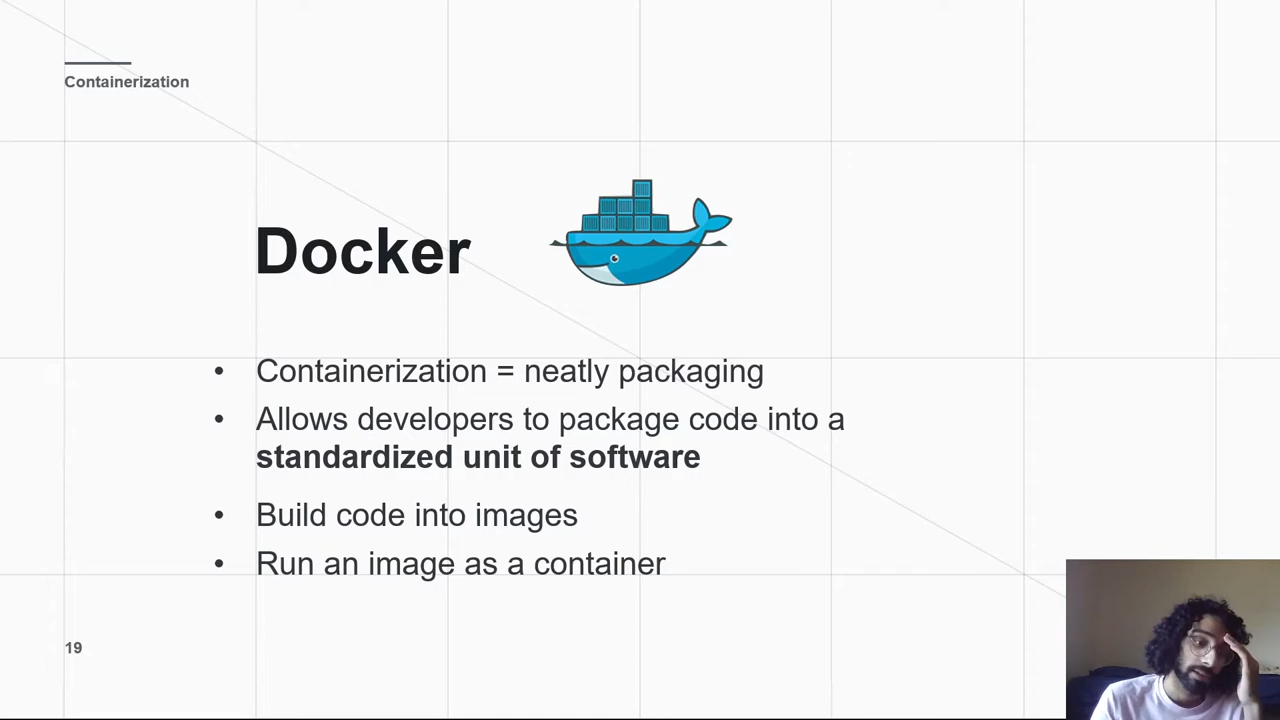 Containerization
Docker
• Containerization = neatly packaging
• Allows developers to package code into a
standardized unit of software
• Build code into images
• Run an image as a container
19